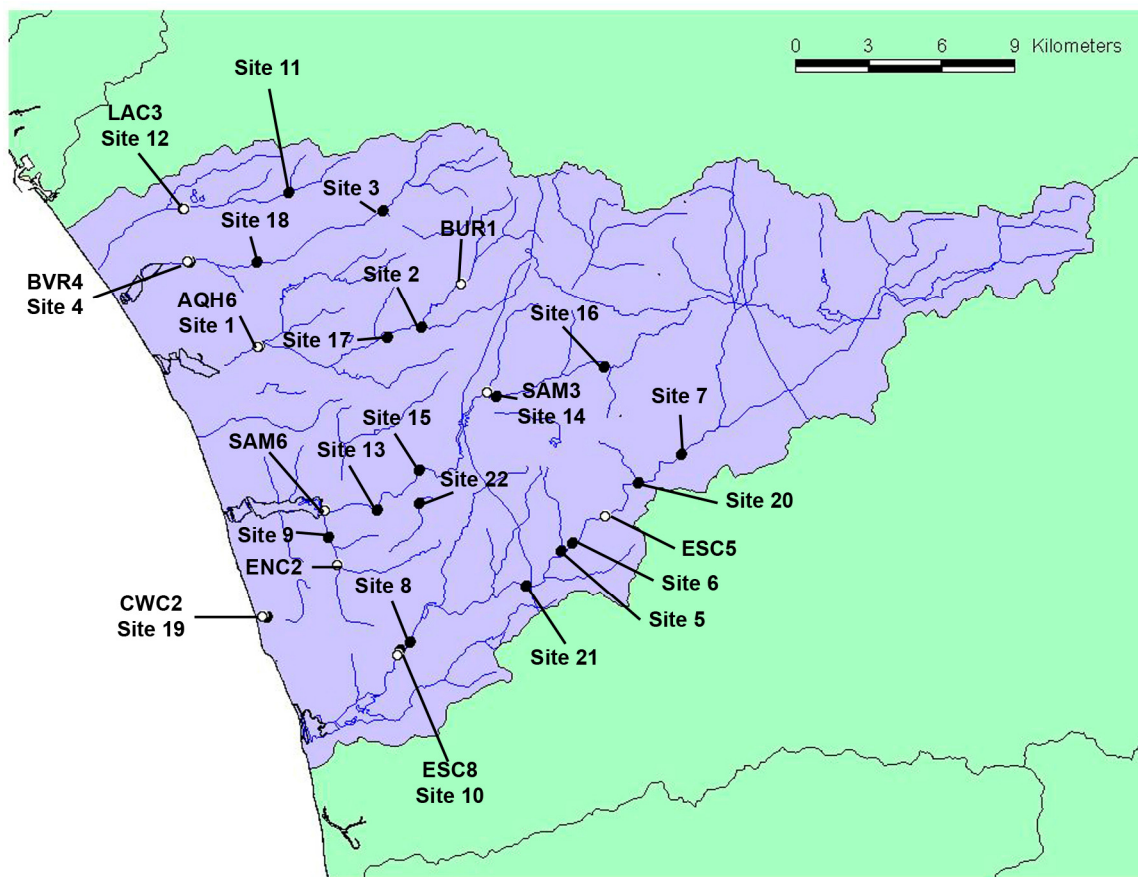 0 3 6 9 Kilometers
Site 11
LAC3
Site 12
Site 3
Site 18
BUR1
BVR4
Site 4
Site 2
AQH6
Site 1
Site 17
Site 16
SAM3
Site 14
Site 7
Site 15
SAM6
Site 13
Site 22
Site 20
Site 9
ESC5
ENC2
Site 6
Site 8
CWC2
Site 19
Site 5
Site 21
ESC8
Site 10